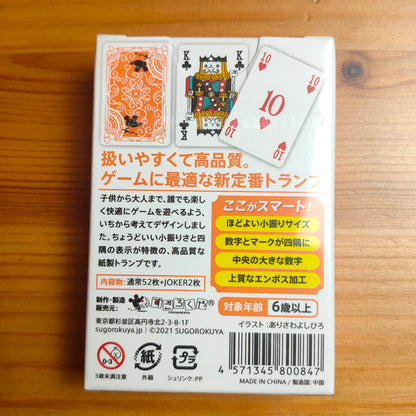 K
K
10
10
10
10
10
扱いやすくて高品質。
ゲームに最適な新定番トランプ
子供から大人まで、誰でも楽し
く快適にゲームを遊べるよう、
いちから考えてデザインしまし
た。ちょうどいい小振りさと四
隅の表示が特徴の、高品質な
紙製トランプです。
ここがスマート!
ほどよい小振りサイズ
数字とマークが四隅に
中央の大きな数字
上質なエンボス加工
内容物:通常52枚+JOKER2枚
制作・製造
販売元:
すごろくや®
SUGOROKUYA
東京都杉並区高円寺北2-3-8-1F
sugorokuya.jp ©2021 SUGOROKUYA
対象年齢 6歳以上
イラスト:ありさわよしひろ
0-3
3歳未満注意
紙
外箱
プラ
シュリンク:PP
4 571345 800847
MADE IN CHINA / 製造国:中国